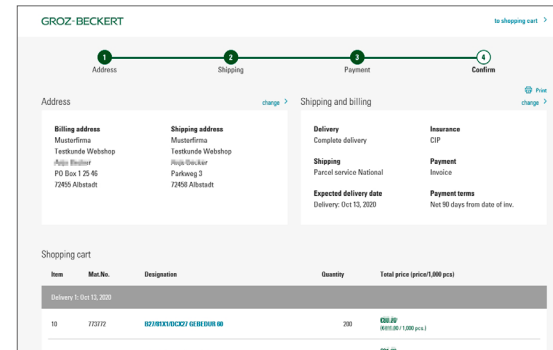 GROZ-BECKERT
to shopping cart >
1 2 3 4
Address Shipping Payment Confirm
Print
Address change >
Shipping and billing change >
Billing address
Musterfirma
Testkunde Webshop
PO Box 1 25 46
72455 Albstadt
Shipping address
Musterfirma
Testkunde Webshop
Parkweg 3
72458 Albstadt
Delivery
Complete delivery
Insurance
CIP
Shipping
Parcel service National
Payment
Invoice
Expected delivery date
Delivery: Oct 13, 2020
Payment terms
Net 90 days from date of inv.
Shopping cart
Item Mat.No. Designation Quantity Total price (price/1,000 pcs)
Delivery 1: Oct 13, 2020
10 773772 200
/ 1,000 pcs.)